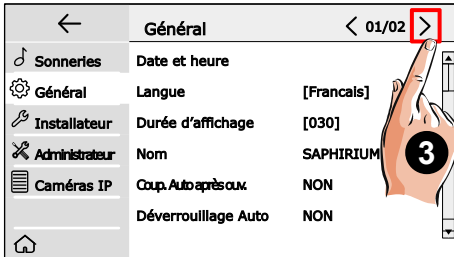 Général
01/02
Sonneries
Général
Installateur
Administrateur
Caméras IP
Date et heure
Langue [Francais]
Durée d'affichage [030]
Nom SAPHIRIUM
Coup. Auto après ouv. NON
Déverrouillage Auto NON
3